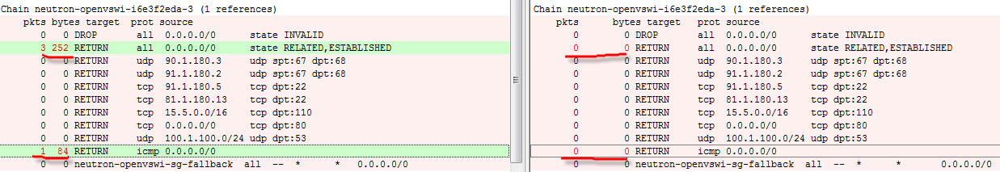 Chain neutron-openvswi-i6e3f2eda-3 (1 references)
pkts bytes target prot source
0 0 DROP all 0.0.0.0/0 state INVALID
3 252 RETURN all 0.0.0.0/0 state RELATED,ESTABLISHED
0 0 RETURN udp 90.1.180.3 udp spt:67 dpt:68
0 0 RETURN udp 91.1.180.2 udp spt:67 dpt:68
0 0 RETURN tcp 91.1.180.5 tcp dpt:22
0 0 RETURN tcp 81.1.180.13 tcp dpt:22
0 0 RETURN tcp 15.5.0.0/16 tcp dpt:110
0 0 RETURN tcp 0.0.0.0/0 tcp dpt:80
0 0 RETURN udp 100.1.100.0/24 udp dpt:53
1 84 RETURN icmp 0.0.0.0/0
0 0 neutron-openvswi-sg-fallback all -- * * 0.0.0.0/0
Chain neutron-openvswi-i6e3f2eda-3 (1 references)
pkts bytes target prot source
0 0 DROP all 0.0.0.0/0 state INVALID
0 0 RETURN all 0.0.0.0/0 state RELATED,ESTABLISHED
0 0 RETURN udp 90.1.180.3 udp spt:67 dpt:68
0 0 RETURN udp 91.1.180.2 udp spt:67 dpt:68
0 0 RETURN tcp 91.1.180.5 tcp dpt:22
0 0 RETURN tcp 81.1.180.13 tcp dpt:22
0 0 RETURN tcp 15.5.0.0/16 tcp dpt:110
0 0 RETURN tcp 0.0.0.0/0 tcp dpt:80
0 0 RETURN udp 100.1.100.0/24 udp dpt:53
0 0 RETURN icmp 0.0.0.0/0
0 0 neutron-openvswi-sg-fallback all -- * * 0.0.0.0/0